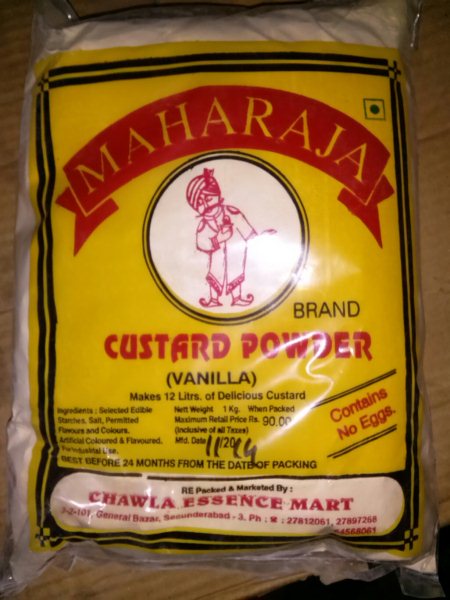 MAHARAJA
BRAND
CUSTARD POWDER
(VANILLA)
Makes 12 Litrs. of Delicious Custard
Ingredients : Selected Edible
Starches, Salt, Permitted
Flavours and Colours.
Artificial Coloured & Flavoured.
For Industrial Use.
Nett Weight 1 Kg. When Packed
Maximum Retail Price Rs. 90.00
(Inclusive of all Taxes)
Mfd. Date
Contains
No Eggs.
BEST BEFORE 24 MONTHS FROM THE DATE OF PACKING
RE Packed & Marketed By :
CHAWLA ESSENCE MART
General Bazar, Secunderabad - 3. Ph : ☎ : 27812061, 27897268